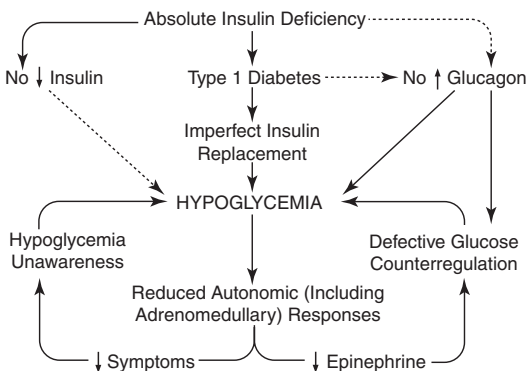 Absolute Insulin Deficiency
No ↓ Insulin
Type 1 Diabetes
No ↑ Glucagon
Imperfect Insulin
Replacement
HYPOGLYCEMIA
Hypoglycemia
Unawareness
Defective Glucose
Counterregulation
Reduced Autonomic (Including
Adrenomedullary) Responses
↓ Symptoms
↓ Epinephrine